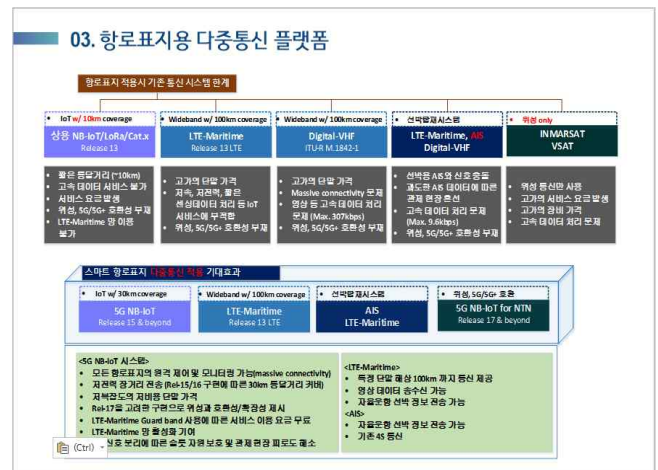 03. 항로표지용 다중통신 플랫폼
항로표지 적용시 기존 통신 시스템 한계
• IoT w/ 10km coverage
상용 NB-IoT/LoRa/Cat.x
Release 13
• Wideband w/ 100km coverage
LTE-Maritime
Release 13 LTE
• Wideband w/ 100km coverage
Digital-VHF
ITU-R M.1842-1
• 선박탑재시스템
LTE-Maritime, AIS
Digital-VHF
• 위성 only
INMARSAT
VSAT
• 짧은 통달거리 (~10km)
• 고속 데이터 서비스 불가
• 서비스 요금 발생
• 위성, 5G/5G+ 호환성 부재
• LTE-Maritime 망 이용
불가
• 고가의 단말 가격
• 저속, 저전력, 짧은
센싱데이터 처리 등 IoT
서비스에 부적합
• 위성, 5G/5G+ 호환성 부재
• 고가의 단말 가격
• Massive connectivity 문제
• 영상 등 고속 데이터 처리
문제 (Max. 307kbps)
• 위성, 5G/5G+ 호환성 부재
• 선박용 AIS와 신호 충돌
• 과도한 AIS 데이터에 따른
관제 현장 혼선
• 고속 데이터 처리 문제
(Max. 9.6kbps)
• 위성, 5G/5G+ 호환성 부재
• 위성 통신만 사용
• 고가의 서비스 요금 발생
• 고가의 장비 가격
• 고속 데이터 처리 문제
스마트 항로표지 다중통신 적용 기대효과
• IoT w/ 30km coverage
5G NB-IoT
Release 15 & beyond
• Wideband w/ 100km coverage
LTE-Maritime
Release 13 LTE
• 선박탑재시스템
AIS
LTE-Maritime
• 위성, 5G/5G+ 호환
5G NB-IoT for NTN
Release 17 & beyond
<5G NB-IoT 시스템>
• 모든 항로표지의 원격 제어 및 모니터링 가능(massive connectivity)
• 저전력 장거리 전송 (Rel-15/16 구현에 따른 30km 통달거리 커버)
• 저복잡도의 저비용 단말 가격
• Rel-17을 고려한 구현으로 위성과 호환성/확장성 제시
• LTE-Maritime Guard band 사용에 따른 서비스 이용 요금 무료
• LTE-Maritime 망 활성화 기여
신호 분리에 따른 슬롯 자원 보호 및 관제 현장 피로도 해소
<LTE-Maritime>
• 특정 단말 해상 100km 까지 통신 제공
• 영상 데이터 송수신 가능
• 자율운항 선박 정보 전송 가능
<AIS>
• 자율운항 선박 정보 전송 가능
• 기존 4S 통신
(Ctrl)